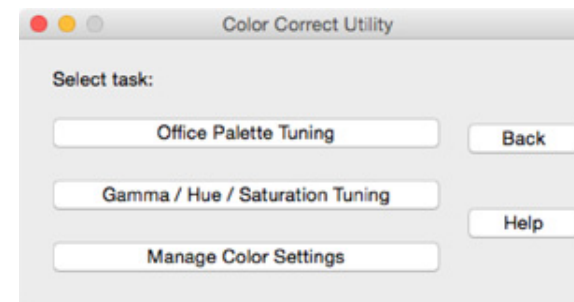 Color Correct Utility
Select task:
Office Palette Tuning
Back
Gamma / Hue / Saturation Tuning
Help
Manage Color Settings